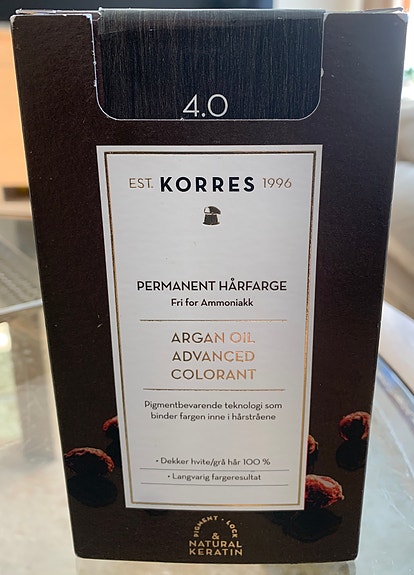 4.0
EST. KORRES 1996
PERMANENT HÅRFARGE
Fri for Ammoniakk
ARGAN OIL
ADVANCED
COLORANT
Pigmentbevarende teknologi som
binder fargen inne i hårstråene
• Dekker hvite/grå hår 100 %
• Langvarig fargeresultat
PIGMENT • LOCK
&
NATURAL
KERATIN